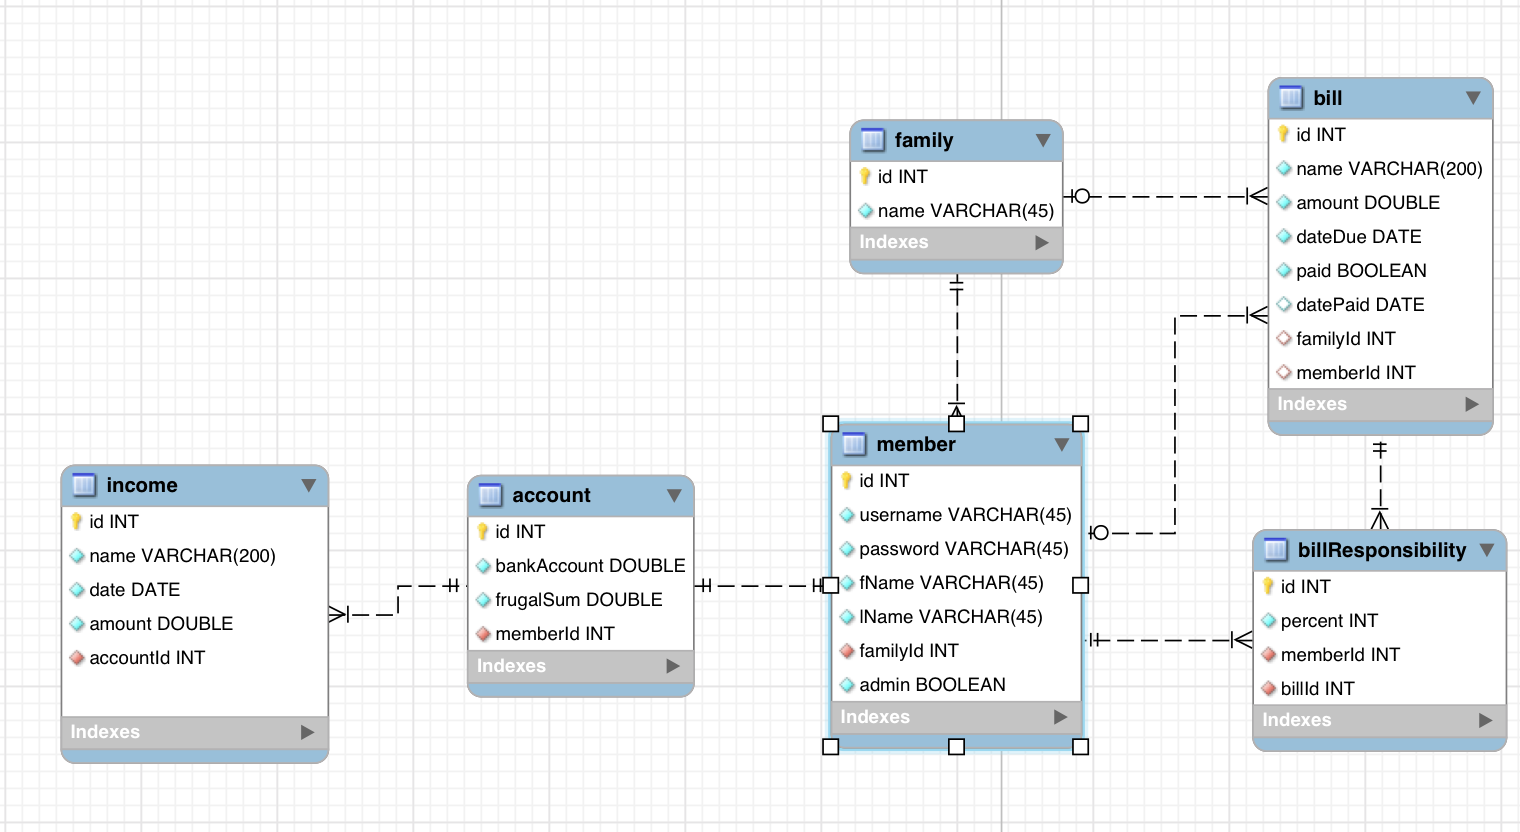 family
id INT
name VARCHAR(45)
Indexes
bill
id INT
name VARCHAR(200)
amount DOUBLE
dateDue DATE
paid BOOLEAN
datePaid DATE
familyId INT
memberId INT
Indexes
income
id INT
name VARCHAR(200)
date DATE
amount DOUBLE
accountId INT
Indexes
account
id INT
bankAccount DOUBLE
frugalSum DOUBLE
memberId INT
Indexes
member
id INT
username VARCHAR(45)
password VARCHAR(45)
fName VARCHAR(45)
lName VARCHAR(45)
familyId INT
admin BOOLEAN
Indexes
billResponsibility
id INT
percent INT
memberId INT
billId INT
Indexes